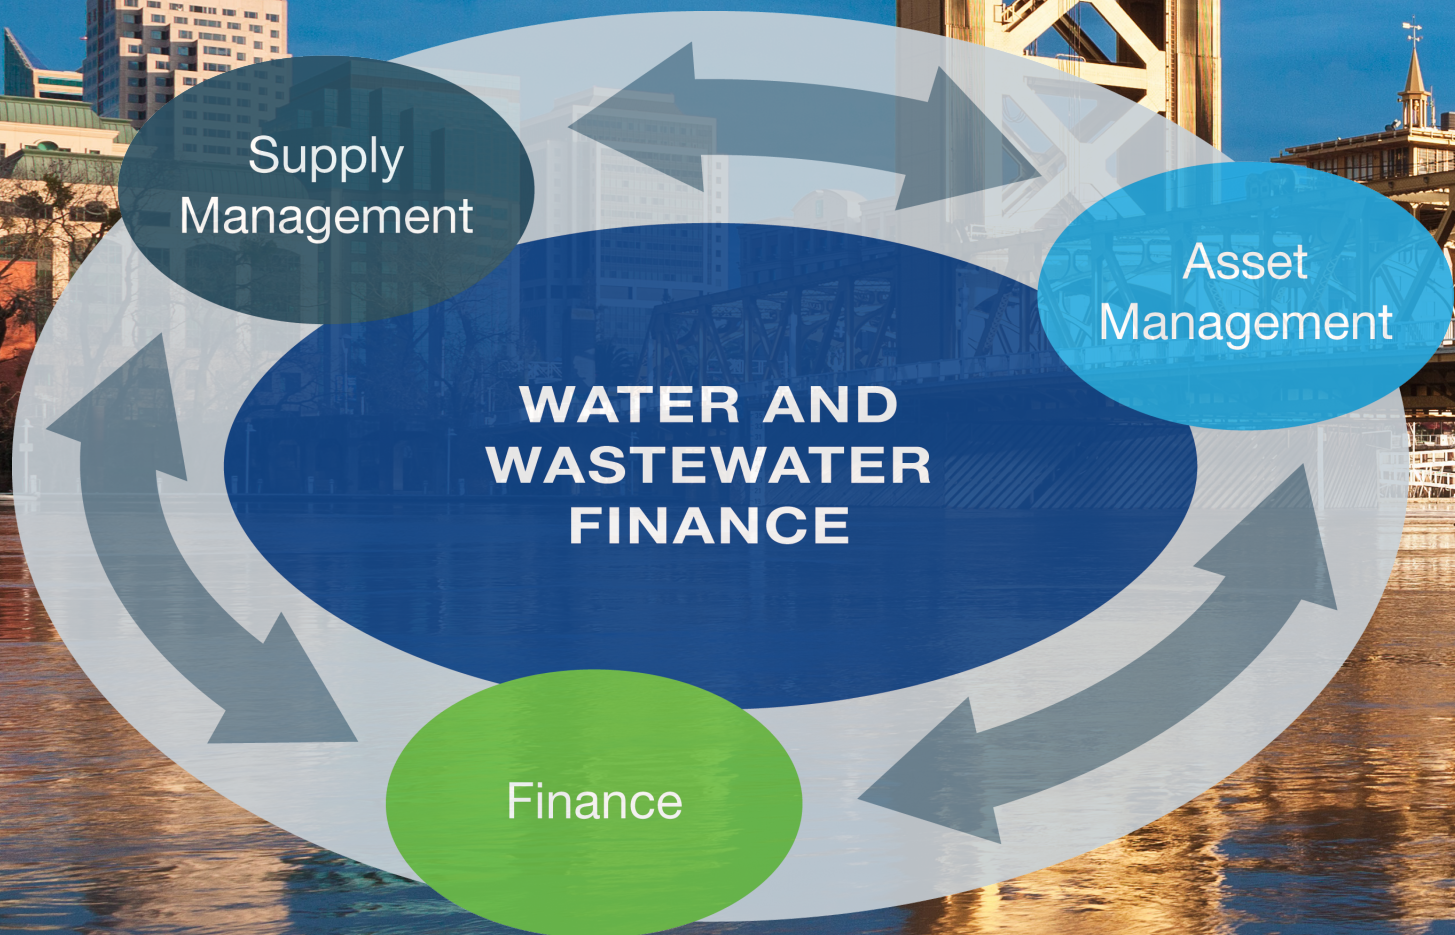 Supply
Management
Asset
Management
WATER AND
WASTEWATER
FINANCE
Finance